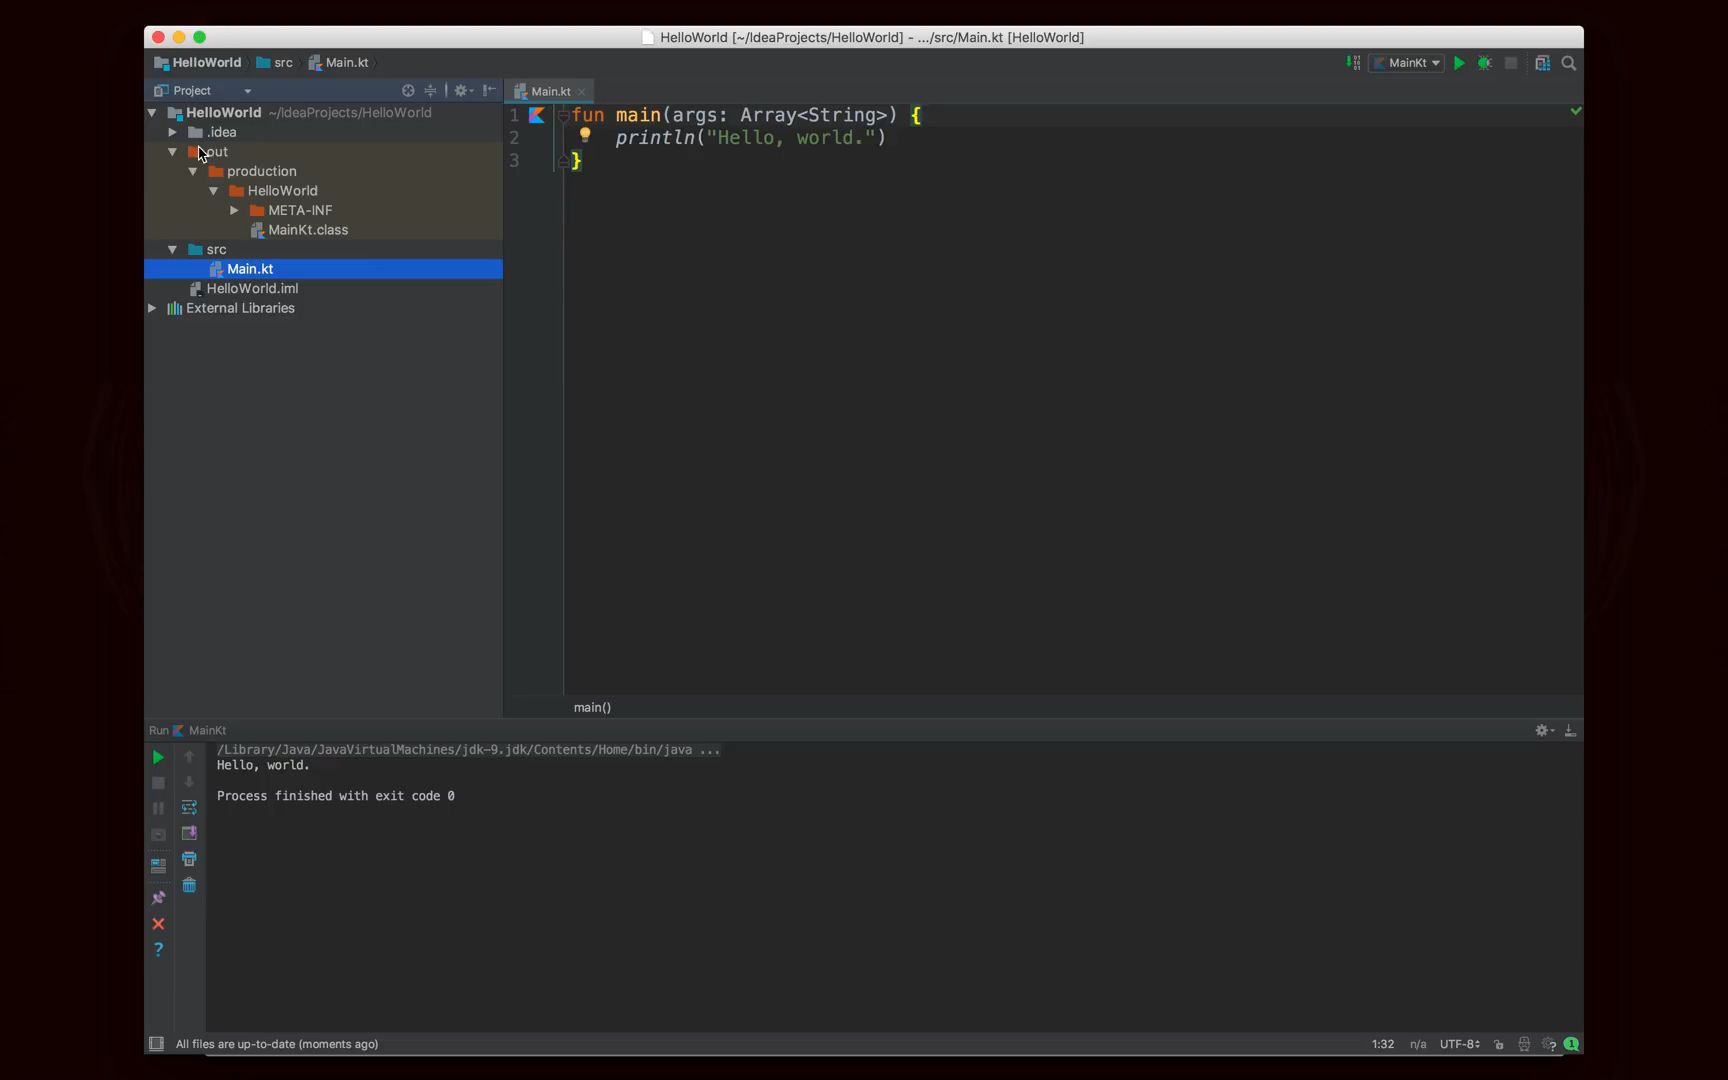 HelloWorld [~/IdeaProjects/HelloWorld] - .../src/Main.kt [HelloWorld]
HelloWorld src Main.kt
MainKt
Project
Main.kt
HelloWorld ~/IdeaProjects/HelloWorld
.idea
out
production
HelloWorld
META-INF
MainKt.class
src
Main.kt
HelloWorld.iml
External Libraries
1 fun main(args: Array<String>) {
2 println("Hello, world.")
3 }
main()
Run MainKt
/Library/Java/JavaVirtualMachines/jdk-9.jdk/Contents/Home/bin/java ...
Hello, world.
Process finished with exit code 0
All files are up-to-date (moments ago)
1:32 n/a UTF-8 1